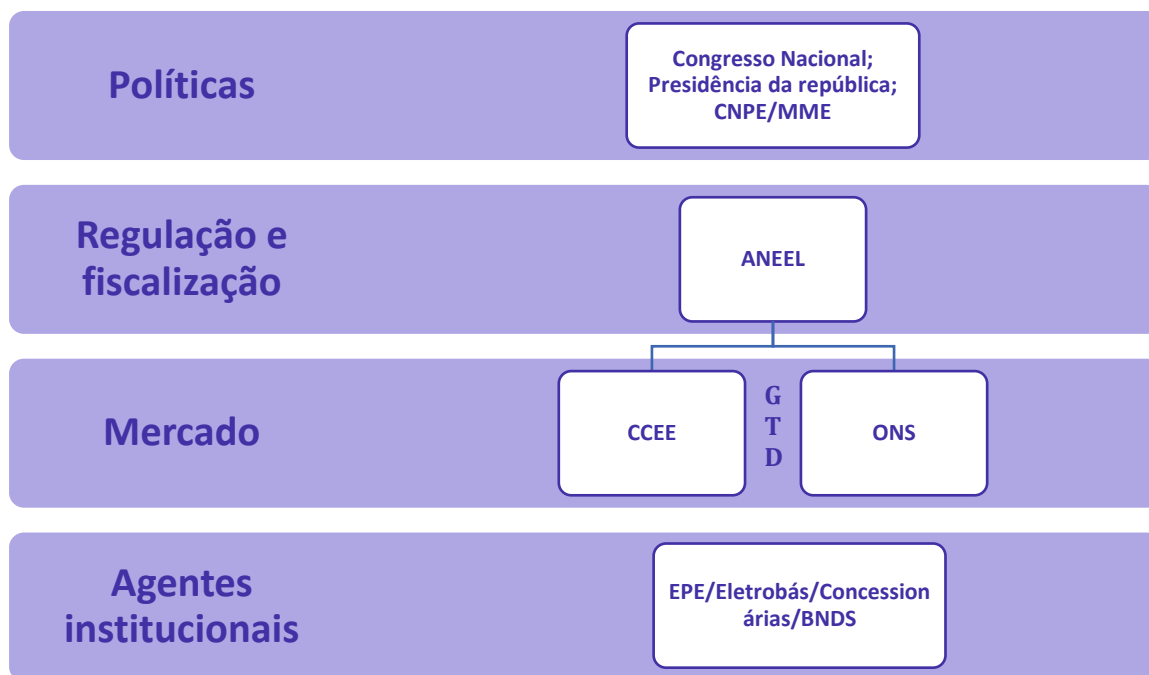 Políticas
Congresso Nacional;
Presidência da república;
CNPE/MME
Regulação e
fiscalização
ANEEL
Mercado
CCEE
G
T
D
ONS
Agentes
institucionais
EPE/Eletrobás/Concession
árias/BNDS